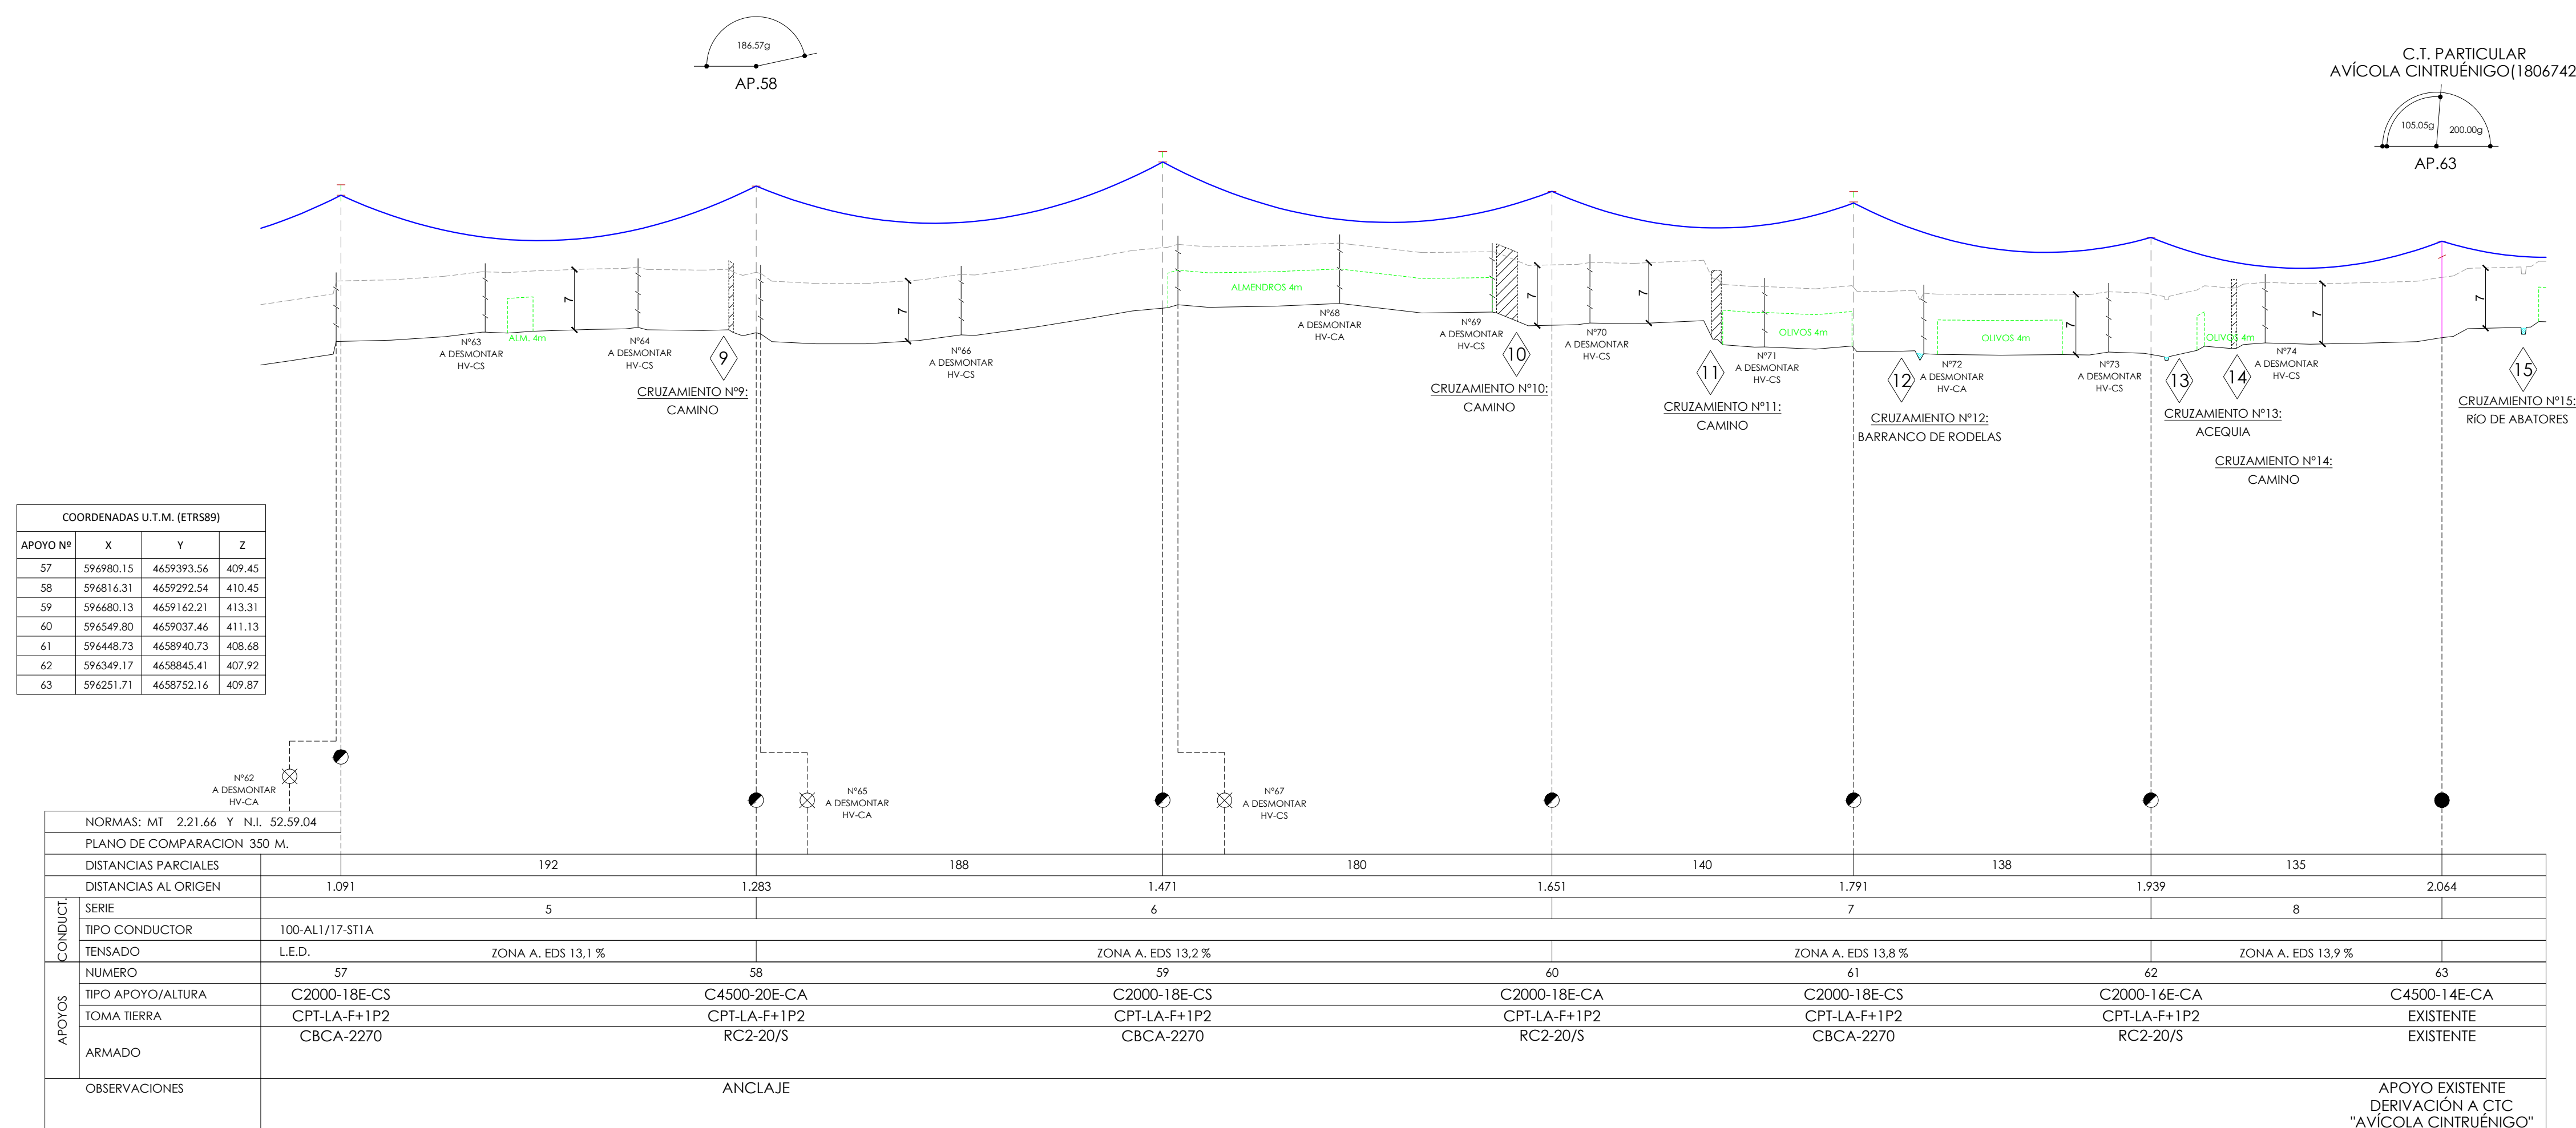 186.57g
AP.58
C.T. PARTICULAR
AVÍCOLA CINTRUÉNIGO(1806742
105.05g
200.00g
AP.63
7
7
7
7
7
7
7
ALM. 4m
ALMENDROS 4m
OLIVOS 4m
OLIVOS 4m
OLIVOS 4m
Nº63
A DESMONTAR
HV-CS
Nº64
A DESMONTAR
HV-CS
9
CRUZAMIENTO Nº9:
CAMINO
Nº66
A DESMONTAR
HV-CS
Nº68
A DESMONTAR
HV-CA
Nº69
A DESMONTAR
HV-CS
10
CRUZAMIENTO Nº10:
CAMINO
Nº70
A DESMONTAR
HV-CS
11
CRUZAMIENTO Nº11:
CAMINO
Nº71
A DESMONTAR
HV-CS
12
CRUZAMIENTO Nº12:
BARRANCO DE RODELAS
Nº72
A DESMONTAR
HV-CA
Nº73
A DESMONTAR
HV-CS
13
CRUZAMIENTO Nº13:
ACEQUIA
14
CRUZAMIENTO Nº14:
CAMINO
Nº74
A DESMONTAR
HV-CS
15
CRUZAMIENTO Nº15:
RÍO DE ABATORES
COORDENADAS U.T.M. (ETRS89)
APOYO Nº X Y Z
57 596980.15 4659393.56 409.45
58 596816.31 4659292.54 410.45
59 596680.13 4659162.21 413.31
60 596549.80 4659037.46 411.13
61 596448.73 4658940.73 408.68
62 596349.17 4658845.41 407.92
63 596251.71 4658752.16 409.87
Nº62
A DESMONTAR
HV-CA
Nº65
A DESMONTAR
HV-CA
Nº67
A DESMONTAR
HV-CS
NORMAS: MT 2.21.66 Y N.I. 52.59.04
PLANO DE COMPARACION 350 M.
DISTANCIAS PARCIALES 192 188 180 140 138 135
DISTANCIAS AL ORIGEN 1.091 1.283 1.471 1.651 1.791 1.939 2.064
CONDUCT.
SERIE 5 6 7 8
TIPO CONDUCTOR 100-AL1/17-ST1A
TENSADO L.E.D. ZONA A. EDS 13,1 % ZONA A. EDS 13,2 % ZONA A. EDS 13,8 % ZONA A. EDS 13,9 %
APOYOS
NUMERO 57 58 59 60 61 62 63
TIPO APOYO/ALTURA C2000-18E-CS C4500-20E-CA C2000-18E-CS C2000-18E-CA C2000-18E-CS C2000-16E-CA C4500-14E-CA
TOMA TIERRA CPT-LA-F+1P2 CPT-LA-F+1P2 CPT-LA-F+1P2 CPT-LA-F+1P2 CPT-LA-F+1P2 CPT-LA-F+1P2 EXISTENTE
ARMADO CBCA-2270 RC2-20/S CBCA-2270 RC2-20/S CBCA-2270 RC2-20/S EXISTENTE
OBSERVACIONES ANCLAJE APOYO EXISTENTE
DERIVACIÓN A CTC
"AVÍCOLA CINTRUÉNIGO"